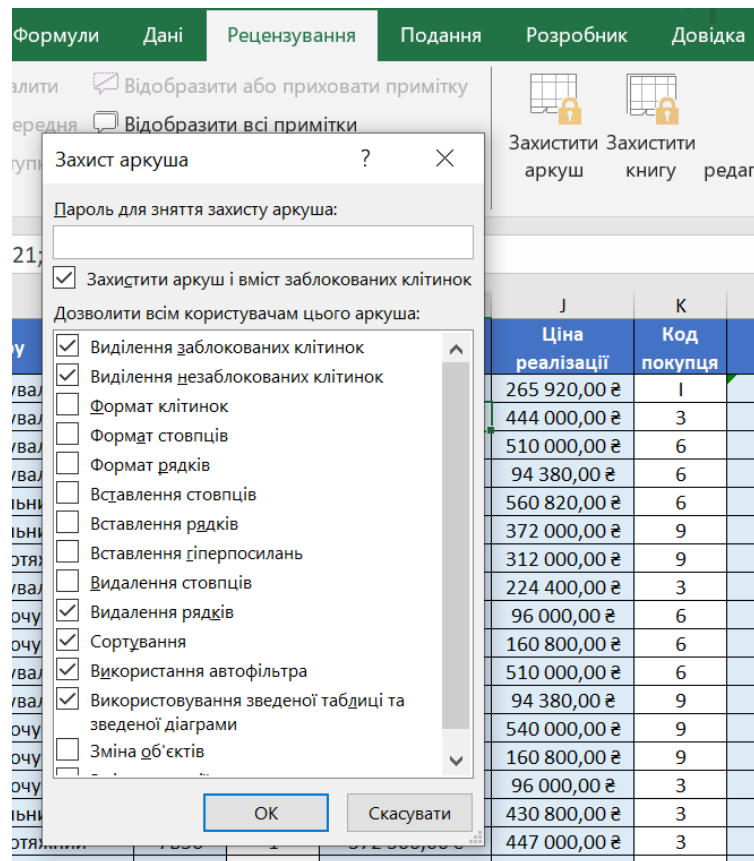 Формули Дані Рецензування Подання Розробник Довідка
Відобразити або приховати примітку
Відобразити всі примітки
Захистити аркуш
Захистити книгу
Захист аркуша ? ×
Пароль для зняття захисту аркуша:
21;
Захистити аркуш і вміст заблокованих клітинок
Дозволити всім користувачам цього аркуша:
Виділення заблокованих клітинок
Виділення незаблокованих клітинок
Формат клітинок
Формат стовпців
Формат рядків
Вставлення стовпців
Вставлення рядків
Вставлення гіперпосилань
Видалення стовпців
Видалення рядків
Сортування
Використання автофільтра
Використовування зведеної таблиці та
зведеної діаграми
Зміна об'єктів
ОК Скасувати
J K
Ціна реалізації
Код покупця
265 920,00 ₴ I
444 000,00 ₴ 3
510 000,00 ₴ 6
94 380,00 ₴ 6
560 820,00 ₴ 6
372 000,00 ₴ 9
312 000,00 ₴ 9
224 400,00 ₴ 3
96 000,00 ₴ 6
160 800,00 ₴ 6
510 000,00 ₴ 6
94 380,00 ₴ 9
540 000,00 ₴ 9
160 800,00 ₴ 9
96 000,00 ₴ 3
430 800,00 ₴ 3
447 000,00 ₴ 3